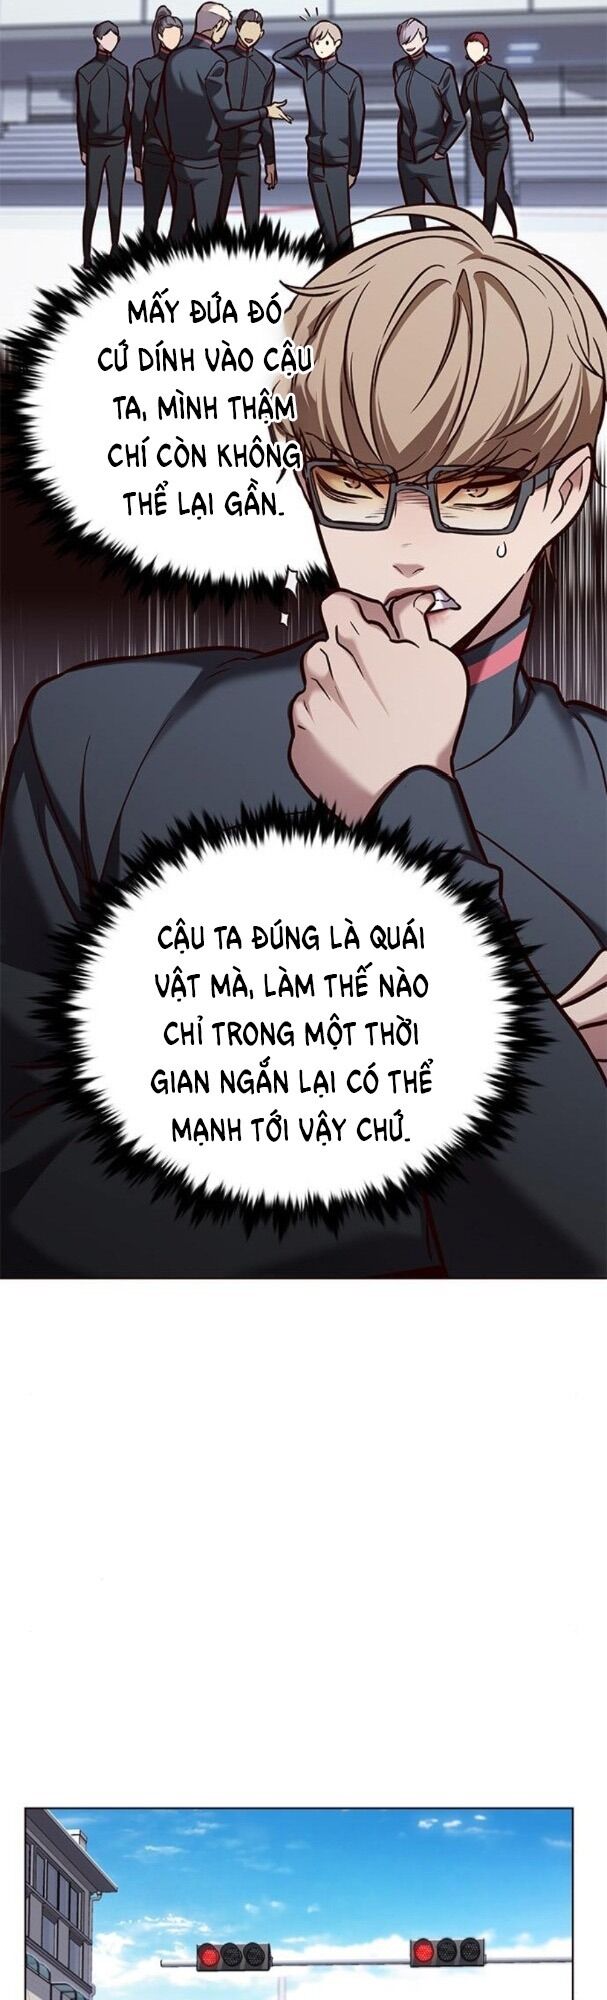 MẤY ĐỨA ĐÓ
CỨ DÍNH VÀO CẬU
TA, MÌNH THẬM
CHÍ CÒN KHÔNG
THỂ LẠI GẦN.
CẬU TA ĐÚNG LÀ QUÁI
VẬT MÀ, LÀM THẾ NÀO
CHỈ TRONG MỘT THỜI
GIAN NGẮN LẠI CÓ THỂ
MẠNH TỚI VẬY CHỨ.